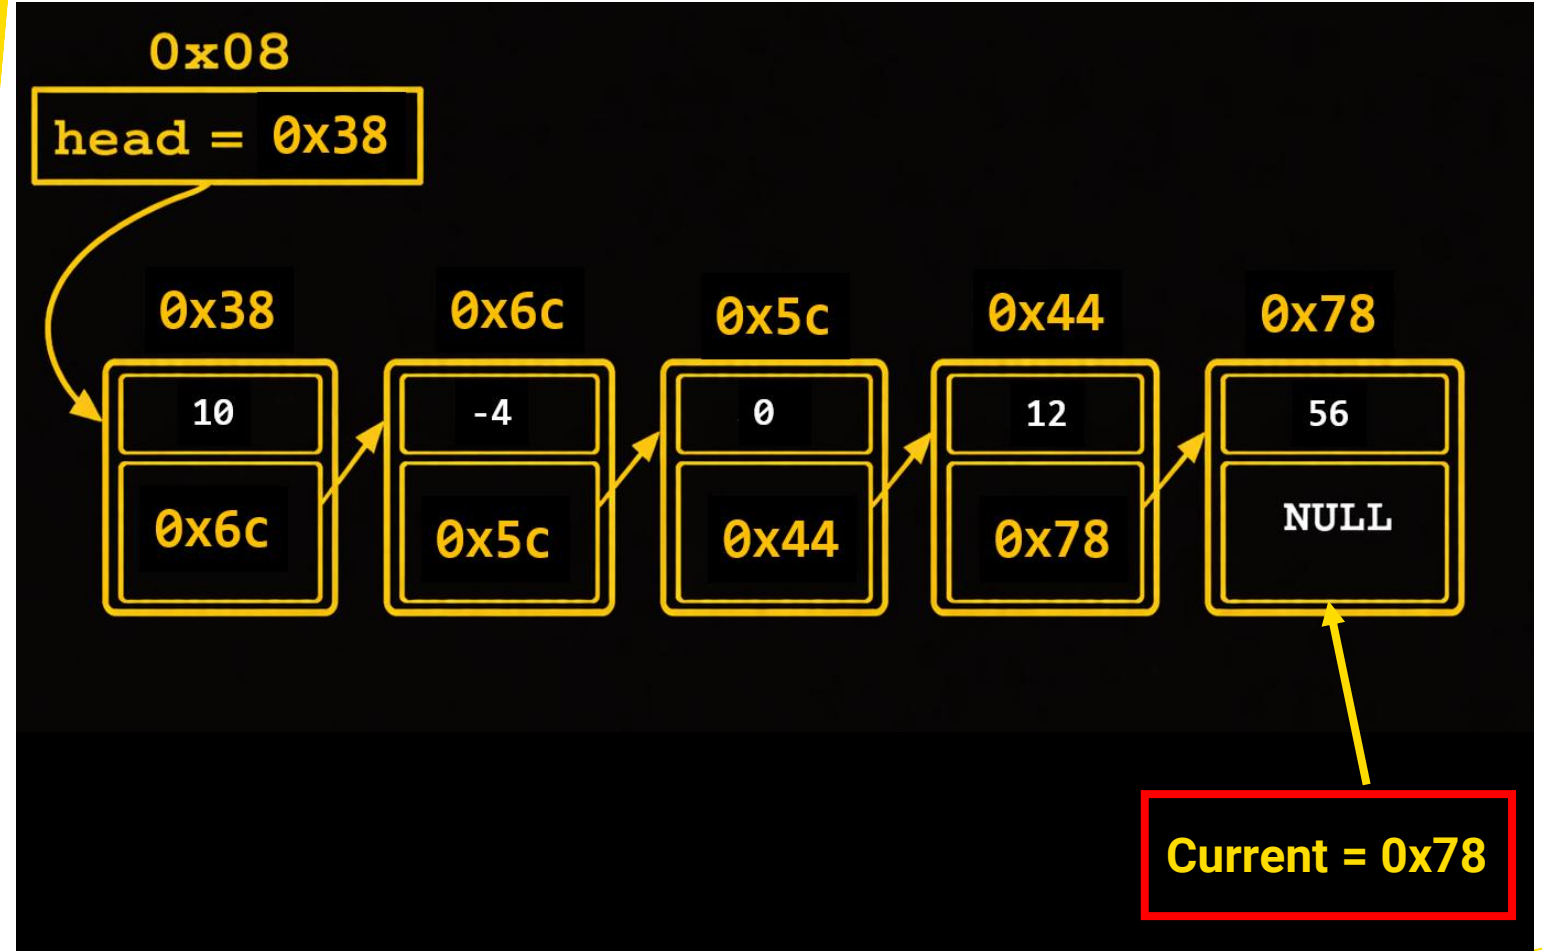 0x08
head = 0x38
0x38 0x6c 0x5c 0x44 0x78
10 -4 0 12 56
0x6c 0x5c 0x44 0x78 NULL
Current = 0x78